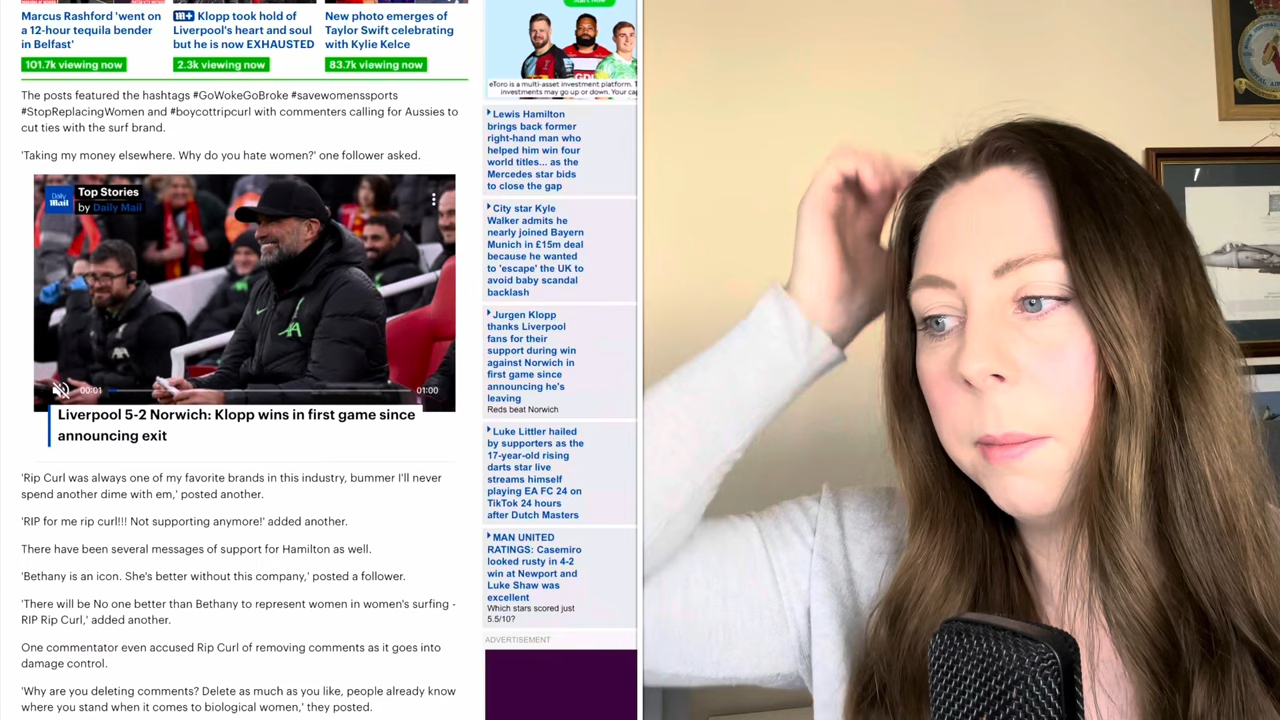 Marcus Rashford 'went on
a 12-hour tequila bender
in Belfast'
101.7k viewing now
m+ Klopp took hold of
Liverpool's heart and soul
but he is now EXHAUSTED
2.3k viewing now
New photo emerges of
Taylor Swift celebrating
with Kylie Kelce
83.7k viewing now
The posts featured the hashtags #GoWokeGoBroke #savewomenssports
#StopReplacingWomen and #boycottripcurl with commenters calling for Aussies to
cut ties with the surf brand.
'Taking my money elsewhere. Why do you hate women?' one follower asked.
Daily
Mail
Top Stories
by Daily Mail
00:01
01:00
Liverpool 5-2 Norwich: Klopp wins in first game since
announcing exit
'Rip Curl was always one of my favorite brands in this industry, bummer I'll never
spend another dime with em,' posted another.
'RIP for me rip curl!!! Not supporting anymore!' added another.
There have been several messages of support for Hamilton as well.
'Bethany is an icon. She's better without this company,' posted a follower.
'There will be No one better than Bethany to represent women in women's surfing -
RIP Rip Curl,' added another.
One commentator even accused Rip Curl of removing comments as it goes into
damage control.
'Why are you deleting comments? Delete as much as you like, people already know
where you stand when it comes to biological women,' they posted.
eToro is a multi-asset investment platform. T
investments may go up or down. Your cap
Lewis Hamilton
brings back former
right-hand man who
helped him win four
world titles... as the
Mercedes star bids
to close the gap
City star Kyle
Walker admits he
nearly joined Bayern
Munich in £15m deal
because he wanted
to 'escape' the UK to
avoid baby scandal
backlash
Jurgen Klopp
thanks Liverpool
fans for their
support during win
against Norwich in
first game since
announcing he's
leaving
Reds beat Norwich
Luke Littler hailed
by supporters as the
17-year-old rising
darts star live
streams himself
playing EA FC 24 on
TikTok 24 hours
after Dutch Masters
MAN UNITED
RATINGS: Casemiro
looked rusty in 4-2
win at Newport and
Luke Shaw was
excellent
Which stars scored just
5.5/10?
ADVERTISEMENT